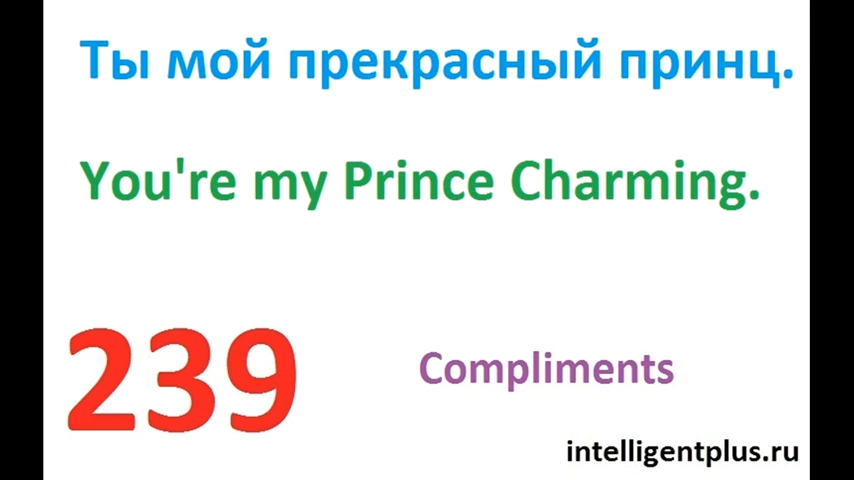 Ты мой прекрасный принц.
You're my Prince Charming.
239
Compliments
intelligentplus.ru